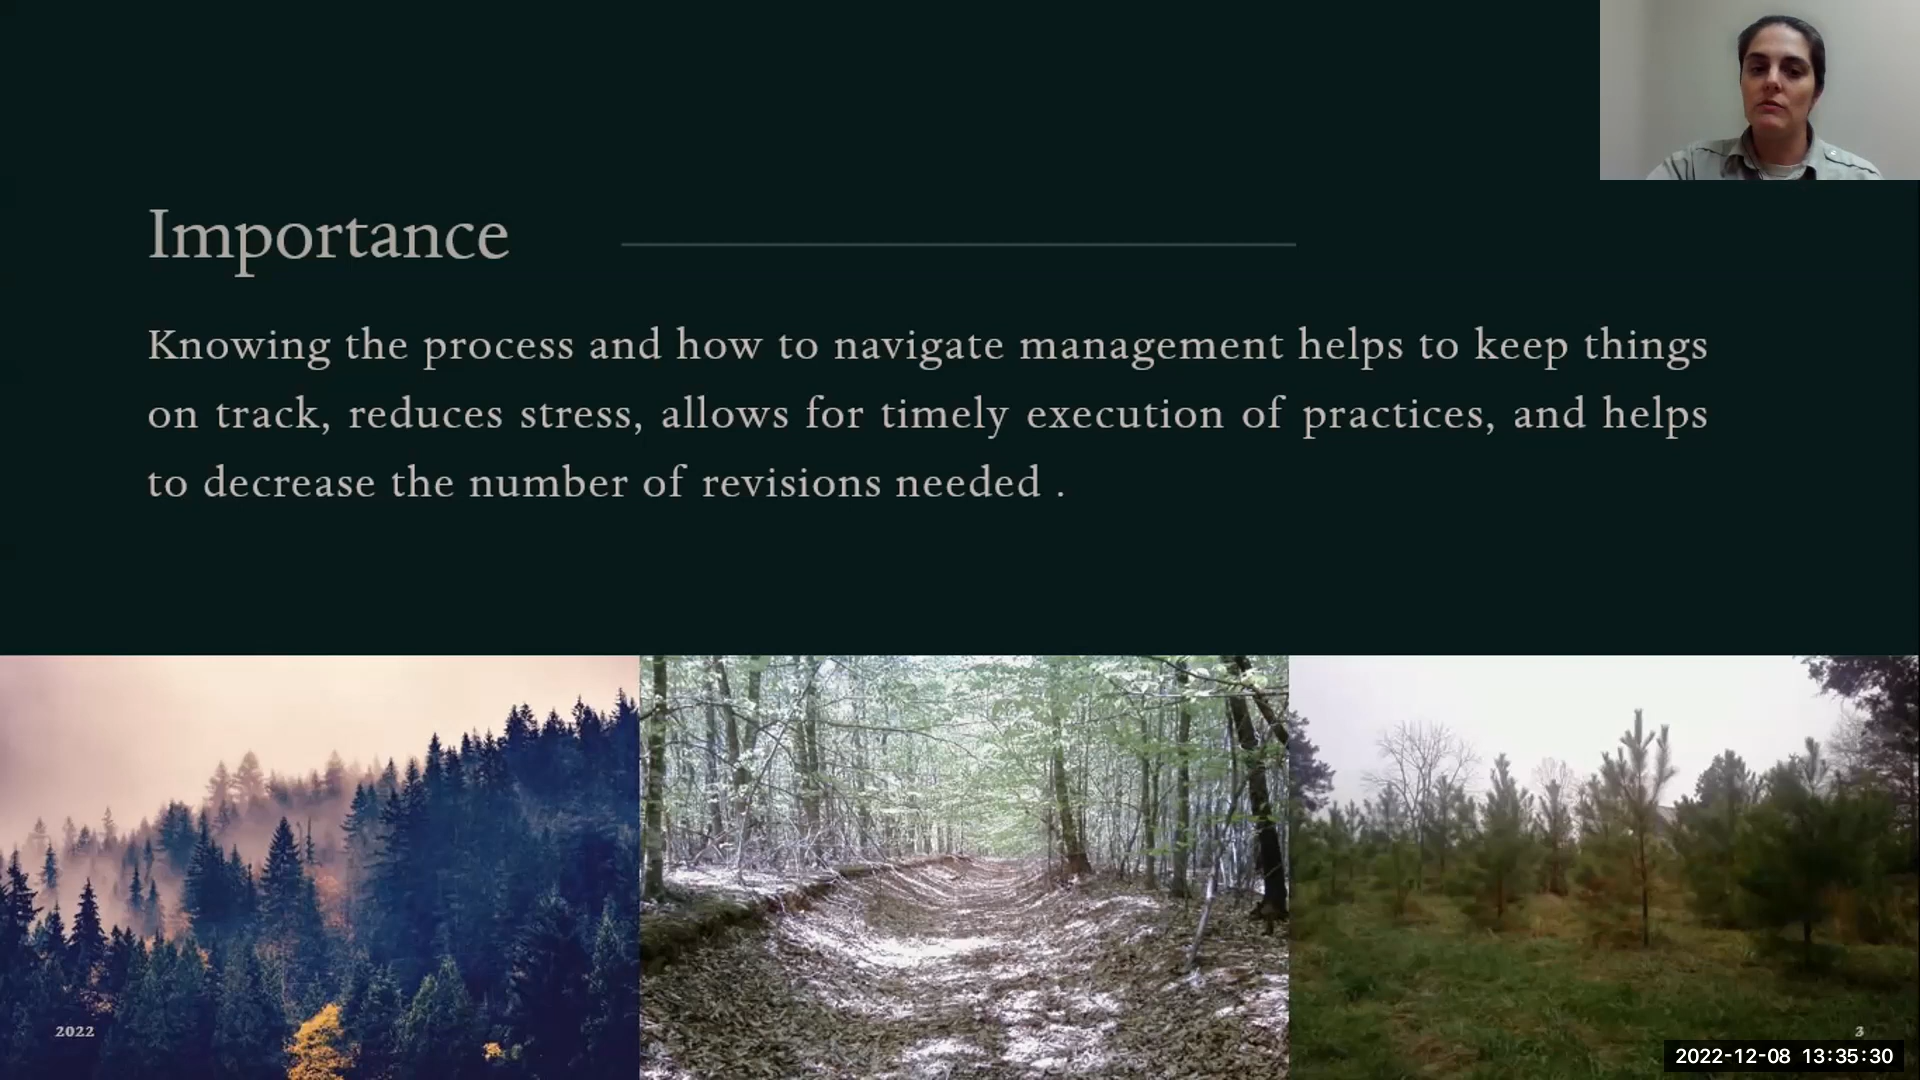 Importance
Knowing the process and how to navigate management helps to keep things
on track, reduces stress, allows for timely execution of practices, and helps
to decrease the number of revisions needed .
2022
3
2022-12-08 13:35:30